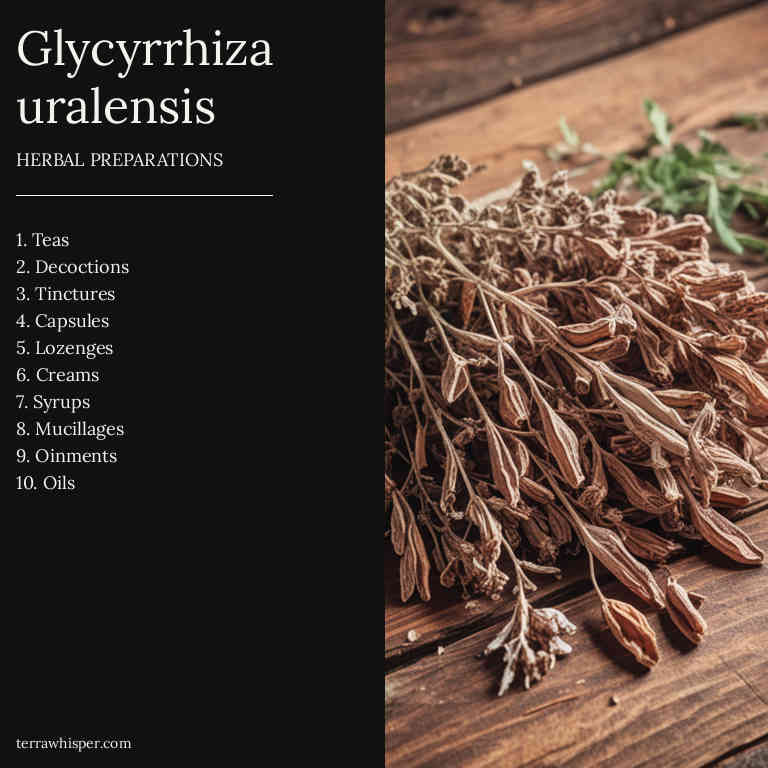 Glycyrrhiza
uralensis
HERBAL PREPARATIONS
1. Teas
2. Decoctions
3. Tinctures
4. Capsules
5. Lozenges
6. Creams
7. Syrups
8. Mucillages
9. Oinments
10. Oils
terrawhisper.com